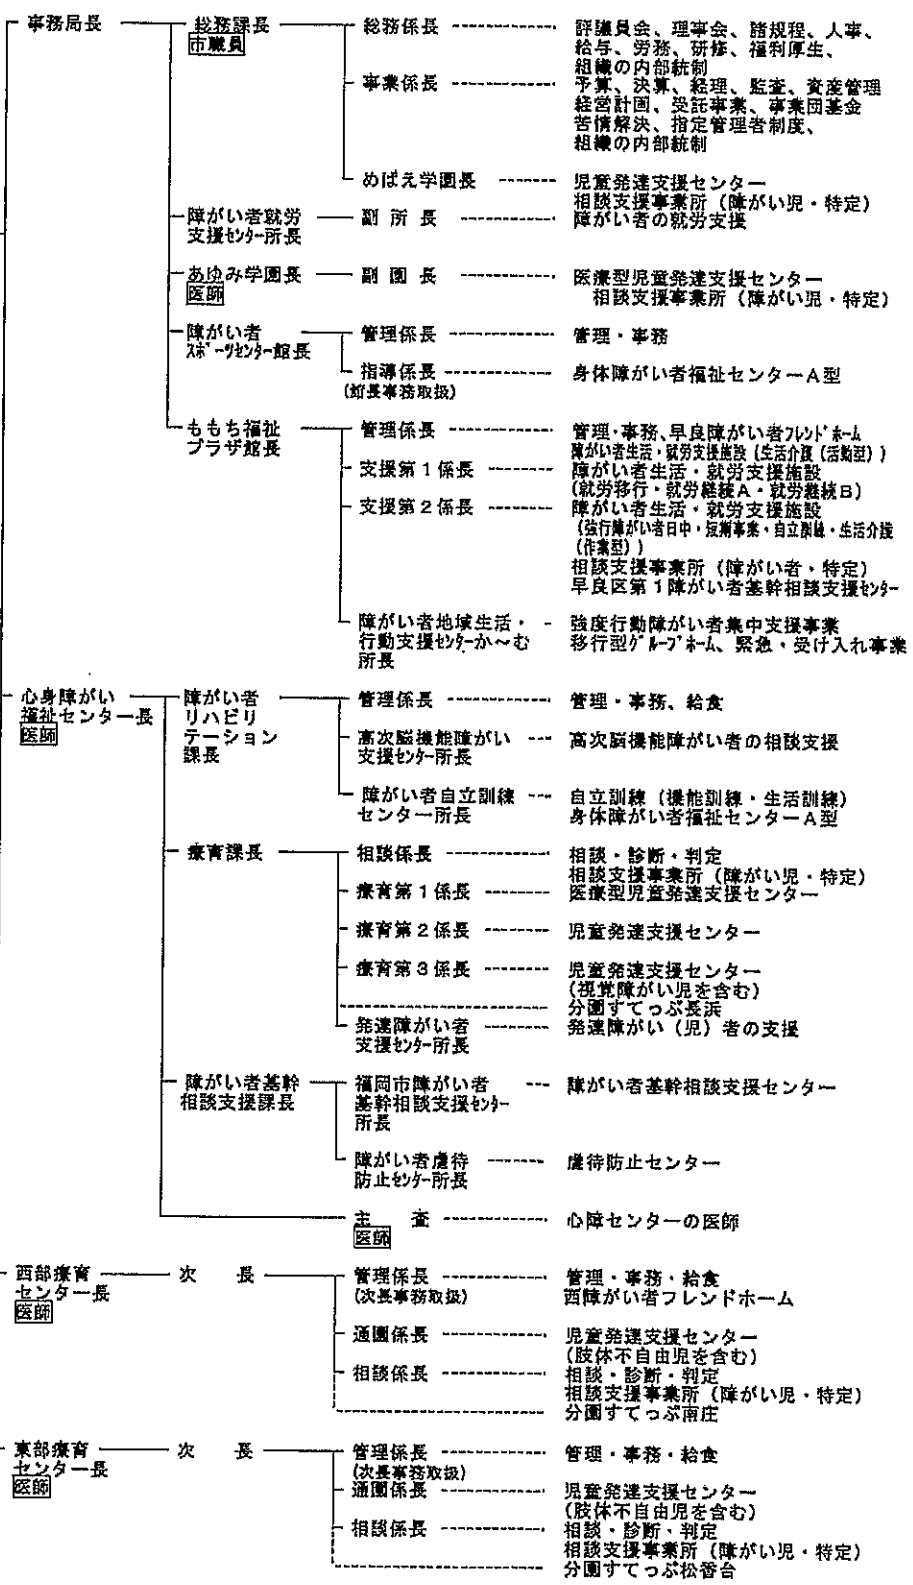 事務局長 総務課長 総務係長 評議員会、理事会、諸規程、人事、
市職員 給与、労務、研修、福利厚生、
組織の内部統制
事業係長 予算、決算、経理、監査、資産管理
経営計画、受託事業、事業団基金
苦情解決、指定管理者制度、
組織の内部統制
めばえ学園長 児童発達支援センター
相談支援事業所（障がい児・特定）
障がい者就労 副所長 障がい者の就労支援
支援センター所長
あゆみ学園長 副園長 医療型児童発達支援センター
医師 相談支援事業所（障がい児・特定）
障がい者 管理係長 管理・事務
スポーツセンター館長
指導係長 身体障がい者福祉センターA型
(館長事務取扱)
ももち福祉 管理係長 管理・事務、早良障がい者フレンドホーム
プラザ館長 障がい者生活・就労支援施設（生活介護（活動型））
支援第1係長 障がい者生活・就労支援施設
(就労移行・就労継続A・就労継続B)
支援第2係長 障がい者生活・就労支援施設
(強行障がい者日中・短期事業・自立訓練・生活介護
(作業型))
相談支援事業所（障がい者・特定）
早良区第1障がい者基幹相談支援センター
障がい者地域生活・ 強度行動障がい者集中支援事業
行動支援センターか～む 移行型グループホーム、緊急・受け入れ事業
所長
心身障がい 障がい者 管理係長 管理・事務、給食
福祉センター長 リハビリ
医師 テーション 高次脳機能障がい 高次脳機能障がい者の相談支援
課長 支援センター所長
障がい者自立訓練 自立訓練（機能訓練・生活訓練）
センター所長 身体障がい者福祉センターA型
療育課長 相談係長 相談・診断・判定
相談支援事業所（障がい児・特定）
療育第1係長 医療型児童発達支援センター
療育第2係長 児童発達支援センター
療育第3係長 児童発達支援センター
(視覚障がい児を含む)
分園すてっぷ長浜
発達障がい者 発達障がい（児）者の支援
支援センター所長
障がい者基幹 福岡市障がい者 障がい者基幹相談支援センター
相談支援課長 基幹相談支援センター
所長
障がい者虐待 虐待防止センター
防止センター所長
主査 心障センターの医師
医師
西部療育 次長 管理係長 管理・事務・給食
センター長 (次長事務取扱) 西障がい者フレンドホーム
医師
通園係長 児童発達支援センター
(肢体不自由児を含む)
相談係長 相談・診断・判定
相談支援事業所（障がい児・特定）
分園すてっぷ南庄
東部療育 次長 管理係長 管理・事務・給食
センター長 (次長事務取扱)
医師 通園係長 児童発達支援センター
(肢体不自由児を含む)
相談係長 相談・診断・判定
相談支援事業所（障がい児・特定）
分園すてっぷ松香台